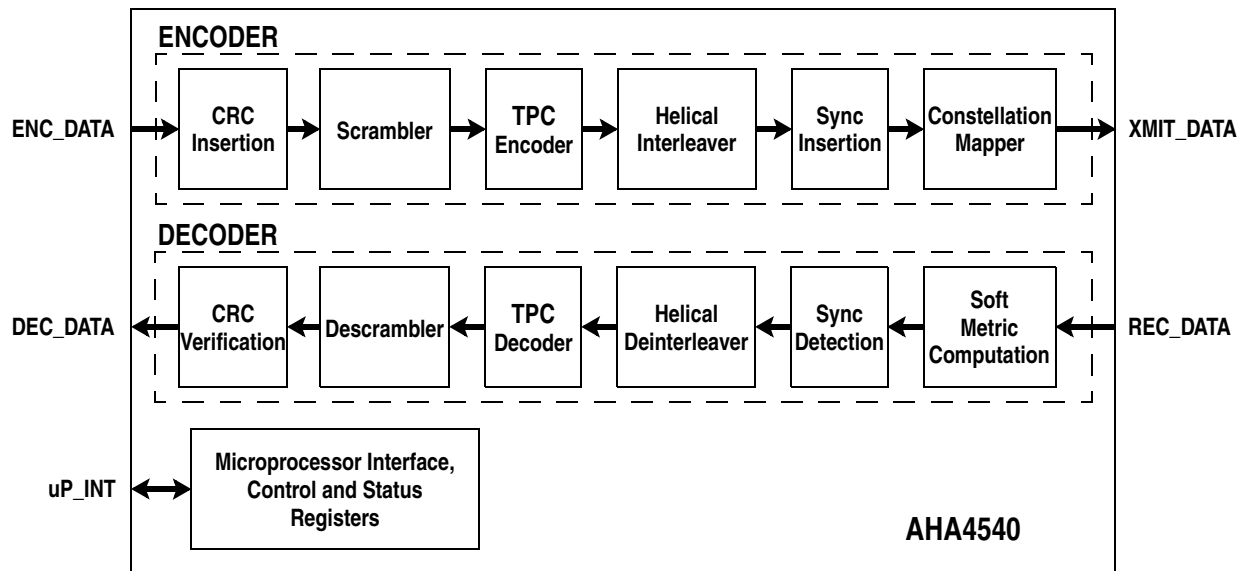 ENCODER
ENC_DATA
CRC
Insertion
Scrambler
TPC
Encoder
Helical
Interleaver
Sync
Insertion
Constellation
Mapper
XMIT_DATA
DECODER
DEC_DATA
CRC
Verification
Descrambler
TPC
Decoder
Helical
Deinterleaver
Sync
Detection
Soft
Metric
Computation
REC_DATA
uP_INT
Microprocessor Interface,
Control and Status
Registers
AHA4540